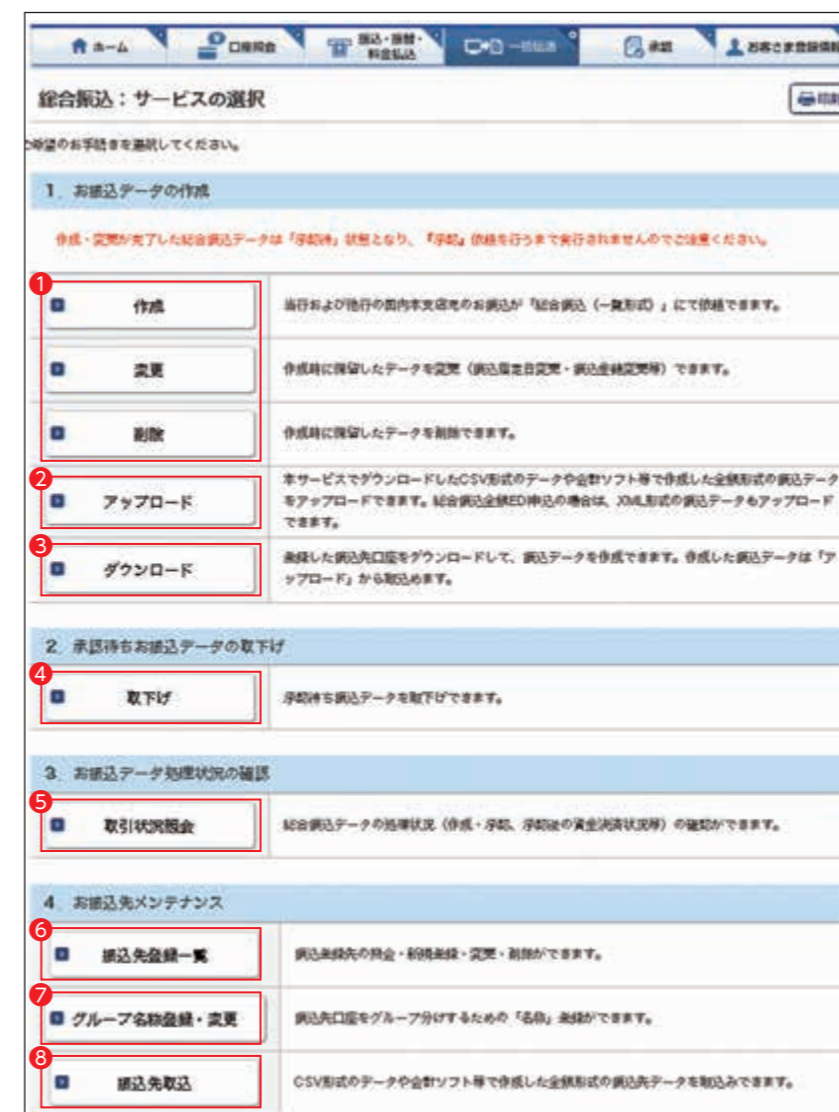 ホーム
口座照会
振込・振替・
料金払込
一括伝送
承認
お客さま登録情報
総合振込：サービスの選択
印刷
ご希望のお手続きを選択してください。
1. お振込データの作成
作成・変更が完了した総合振込データは「承認待」状態となり、『承認』依頼を行うまで実行されませんのでご注意ください。
1
作成
当行および他行の国内本支店宛のお振込が「総合振込（一覧形式）」にて依頼できます。
変更
作成時に保留したデータを変更（振込指定日変更・振込金額変更等）できます。
削除
作成時に保留したデータを削除できます。
2
アップロード
本サービスでダウンロードしたCSV形式のデータや会計ソフト等で作成した全銀形式の振込データ
をアップロードできます。総合振込全銀EDI申込の場合は、XML形式の振込データもアップロード
できます。
3
ダウンロード
登録した振込先口座をダウンロードして、振込データを作成できます。作成した振込データは「ア
ップロード」から取込めます。
2. 承認待ちお振込データの取下げ
4
取下げ
承認待ち振込データを取下げできます。
3. お振込データ処理状況の確認
5
取引状況照会
総合振込データの処理状況（作成・承認、承認後の資金決済状況等）の確認ができます。
4. お振込先メンテナンス
6
振込先登録一覧
振込登録先の照会・新規登録・変更・削除ができます。
7
グループ名称登録・変更
振込先口座をグループ分けするための「名称」登録ができます。
8
振込先取込
CSV形式のデータや会計ソフト等で作成した全銀形式の振込先データを取込みできます。